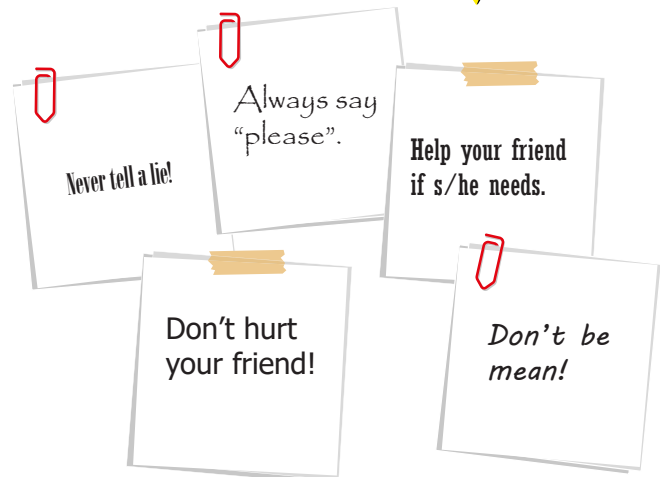 Never tell a lie!
Always say
“please”.
Help your friend
if s/he needs.
Don’t hurt
your friend!
Don’t be
mean!